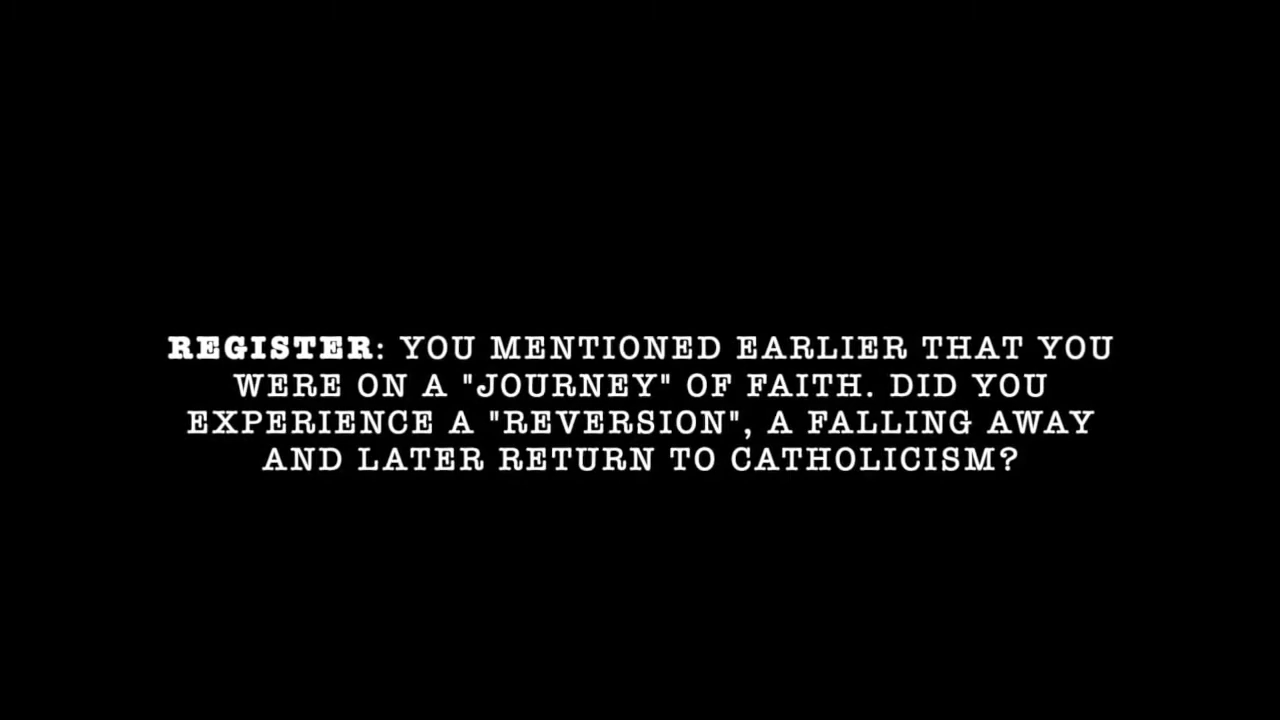 REGISTER: YOU MENTIONED EARLIER THAT YOU
WERE ON A "JOURNEY" OF FAITH. DID YOU
EXPERIENCE A "REVERSION", A FALLING AWAY
AND LATER RETURN TO CATHOLICISM?